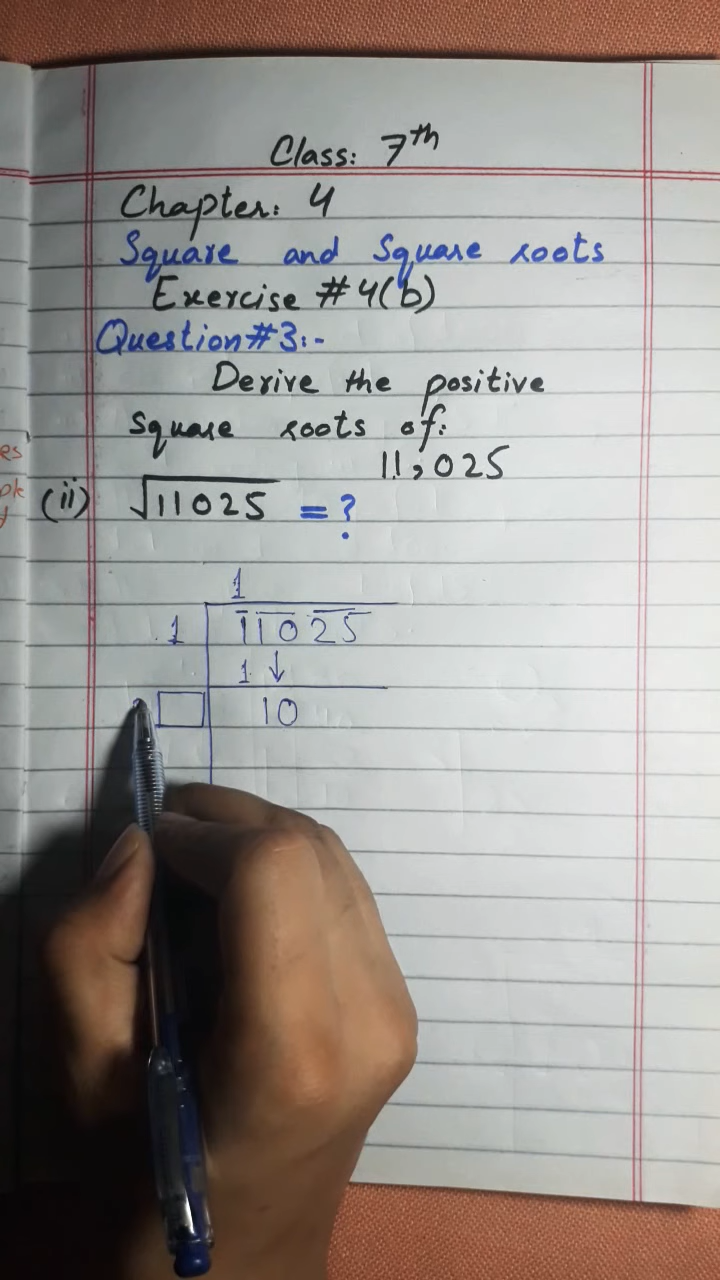 Class: 7th
Chapter: 4
Square and Square roots
Exercise #4(b)
Question#3:-
Derive the positive
square roots of:
11,025
(ii) √11025 = ?
1
1 11025
1 ↓
10
es